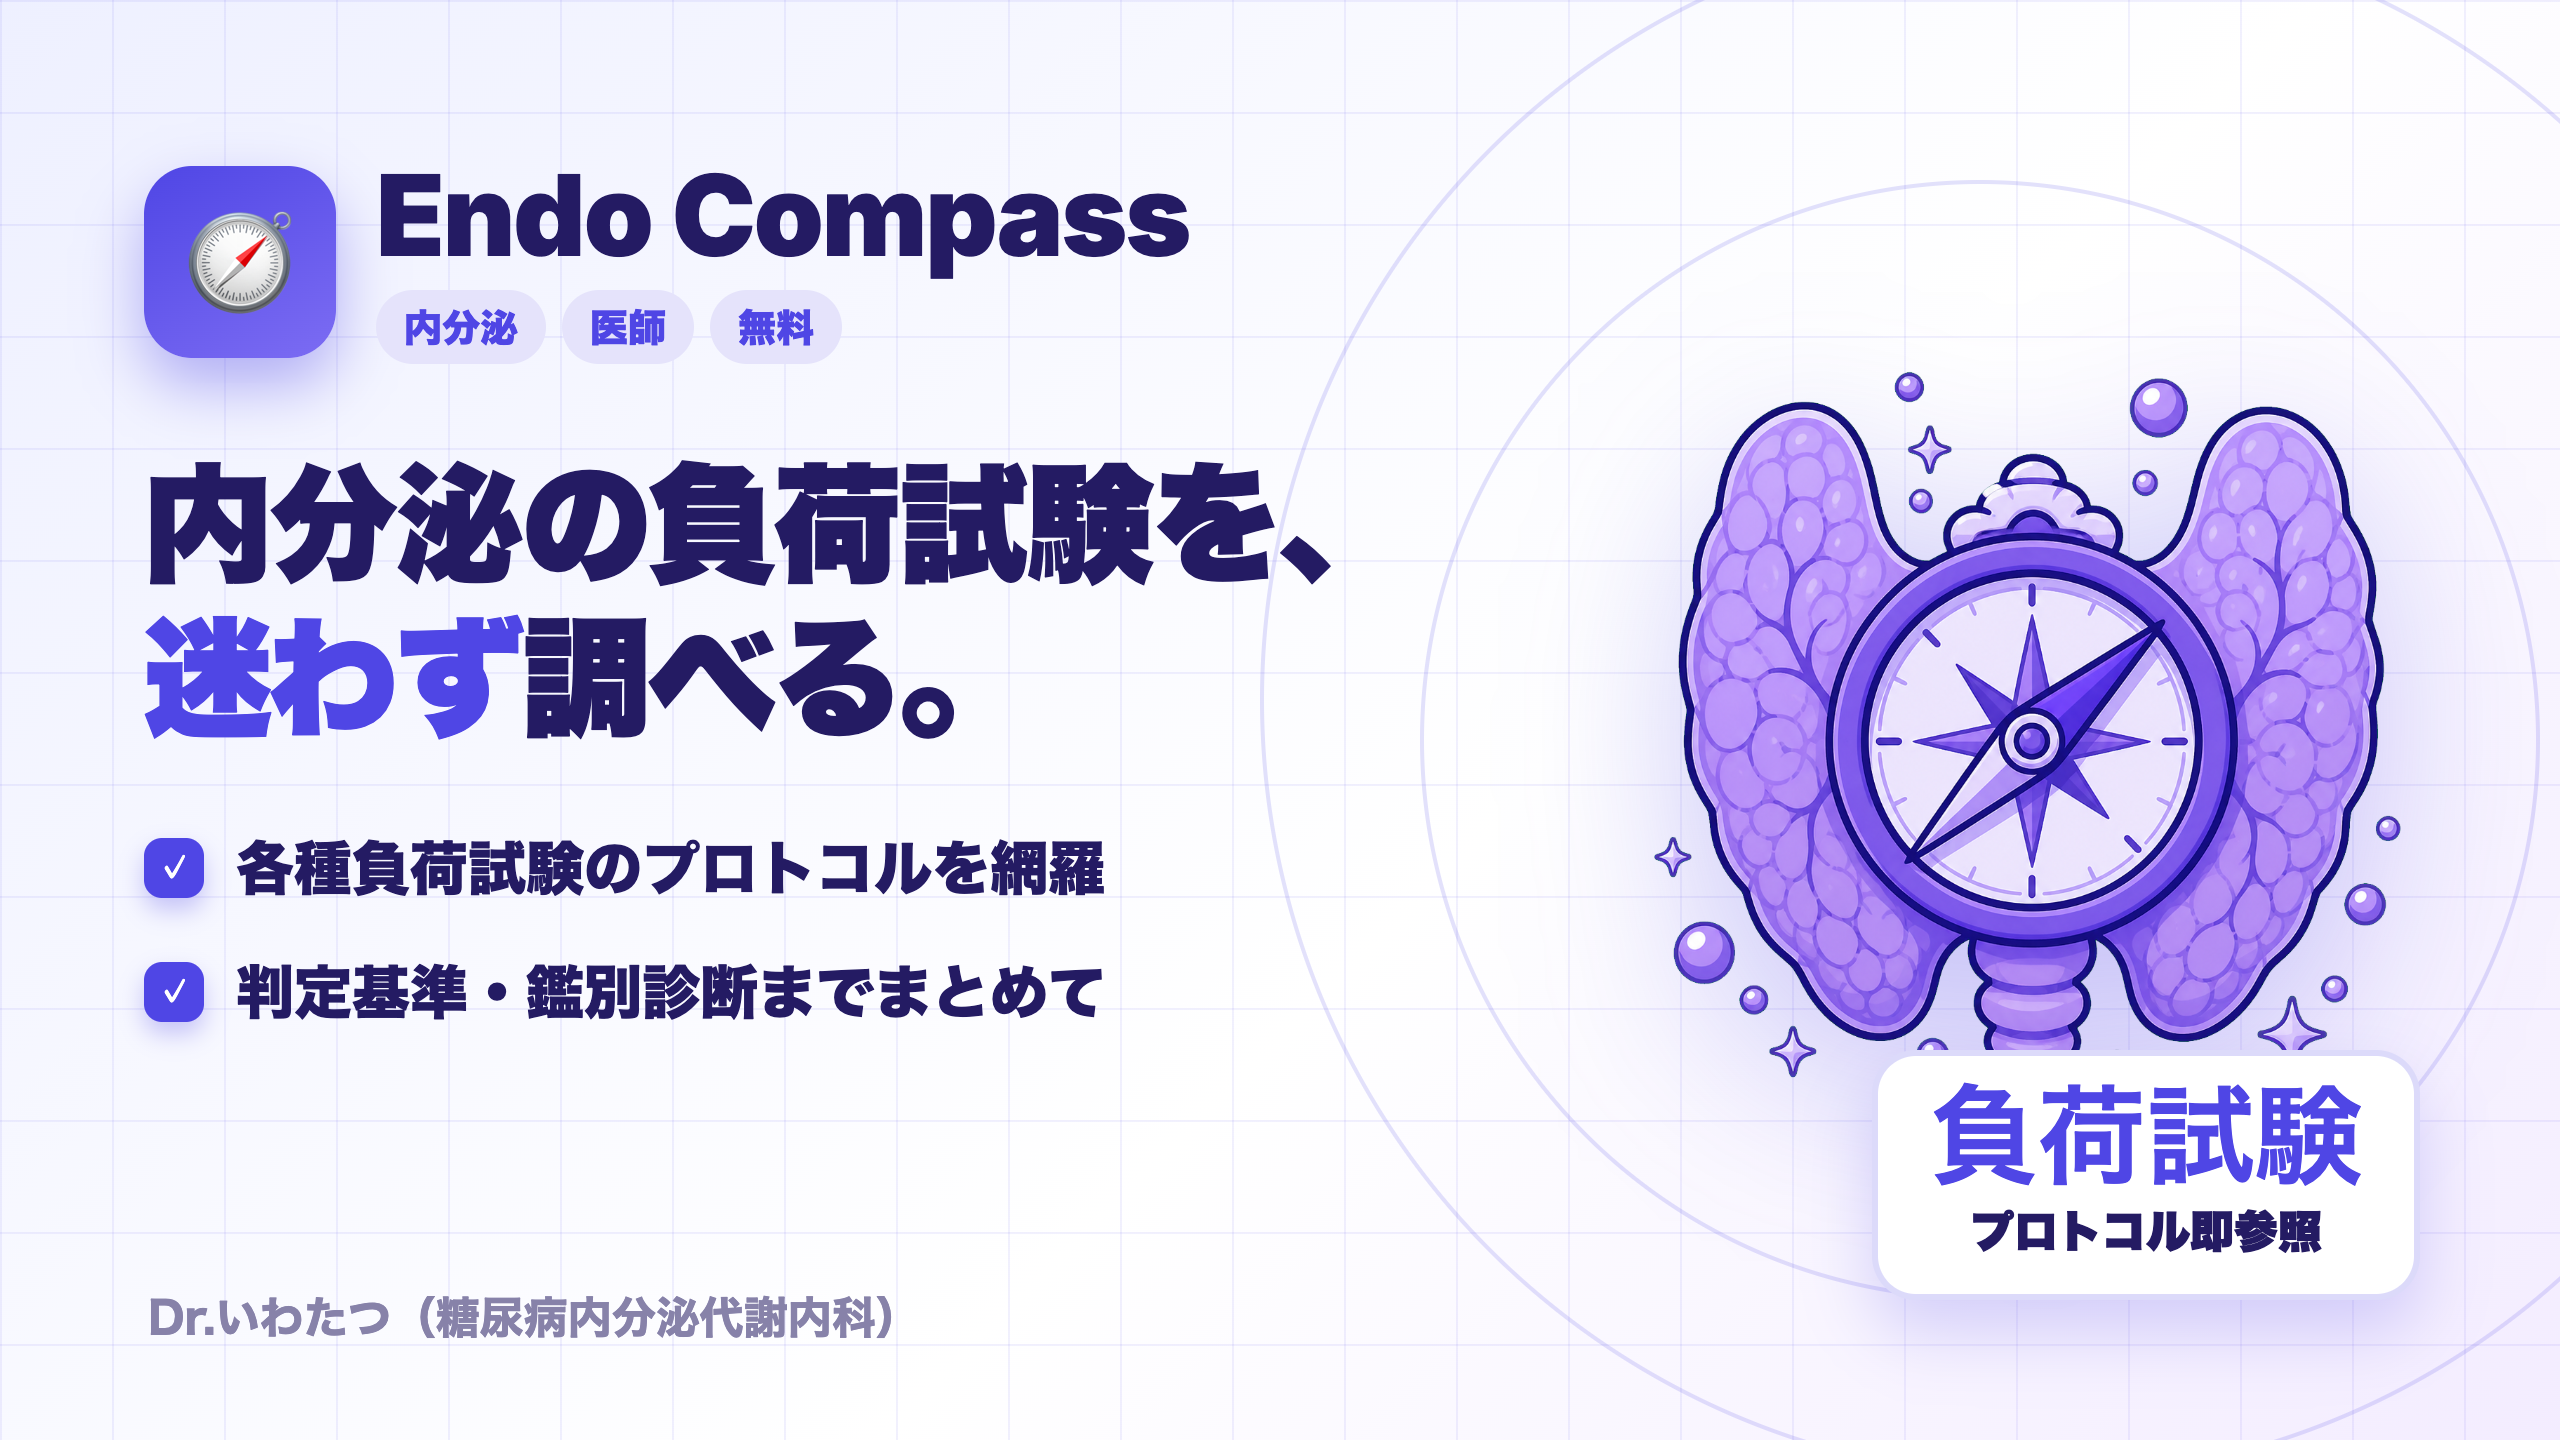 Endo Compass
内分泌 医師 無料
内分泌の負荷試験を、
迷わず調べる。
各種負荷試験のプロトコルを網羅
判定基準・鑑別診断までまとめて
負荷試験
プロトコル即参照
Dr.いわたつ（糖尿病内分泌代謝内科）